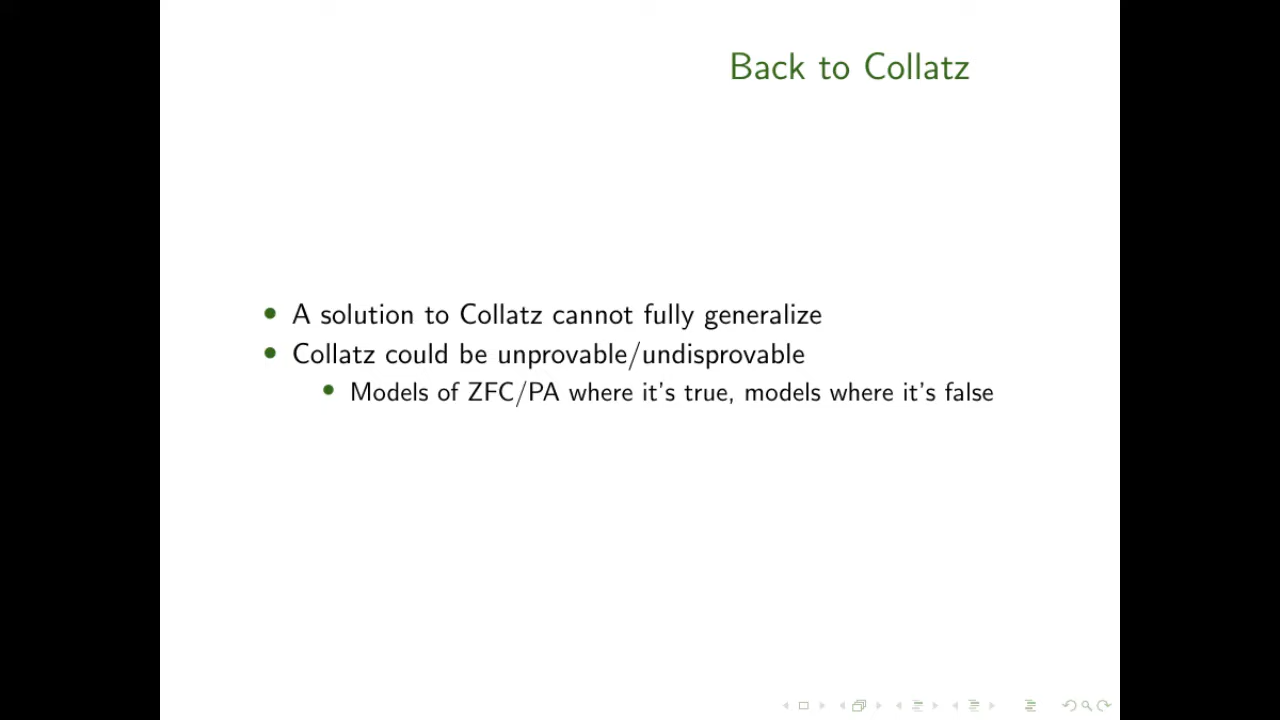 Back to Collatz
• A solution to Collatz cannot fully generalize
• Collatz could be unprovable/undisprovable
• Models of ZFC/PA where it's true, models where it's false